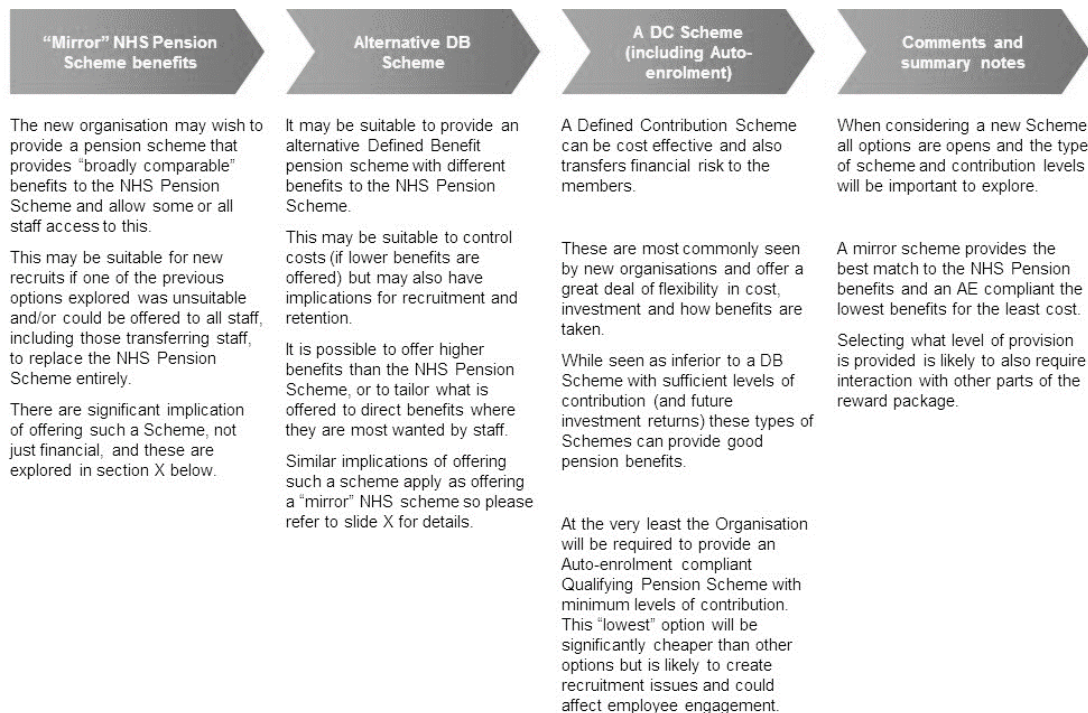 “Mirror” NHS Pension
Scheme benefits
The new organisation may wish to
provide a pension scheme that
provides “broadly comparable”
benefits to the NHS Pension
Scheme and allow some or all
staff access to this.
This may be suitable for new
recruits if one of the previous
options explored was unsuitable
and/or could be offered to all staff,
including those transferring staff,
to replace the NHS Pension
Scheme entirely.
There are significant implication
of offering such a Scheme, not
just financial, and these are
explored in section X below.
Alternative DB
Scheme
It may be suitable to provide an
alternative Defined Benefit
pension scheme with different
benefits to the NHS Pension
Scheme.
This may be suitable to control
costs (if lower benefits are
offered) but may also have
implications for recruitment and
retention.
It is possible to offer higher
benefits than the NHS Pension
Scheme, or to tailor what is
offered to direct benefits where
they are most wanted by staff.
Similar implications of offering
such a scheme apply as offering
a “mirror” NHS scheme so please
refer to slide X for details.
A DC Scheme
(including Auto-
enrolment)
A Defined Contribution Scheme
can be cost effective and also
transfers financial risk to the
members.
These are most commonly seen
by new organisations and offer a
great deal of flexibility in cost,
investment and how benefits are
taken.
While seen as inferior to a DB
Scheme with sufficient levels of
contribution (and future
investment returns) these types of
Schemes can provide good
pension benefits.
At the very least the Organisation
will be required to provide an
Auto-enrolment compliant
Qualifying Pension Scheme with
minimum levels of contribution.
This “lowest” option will be
significantly cheaper than other
options but is likely to create
recruitment issues and could
affect employee engagement.
Comments and
summary notes
When considering a new Scheme
all options are opens and the type
of scheme and contribution levels
will be important to explore.
A mirror scheme provides the
best match to the NHS Pension
benefits and an AE compliant the
lowest benefits for the least cost.
Selecting what level of provision
is provided is likely to also require
interaction with other parts of the
reward package.